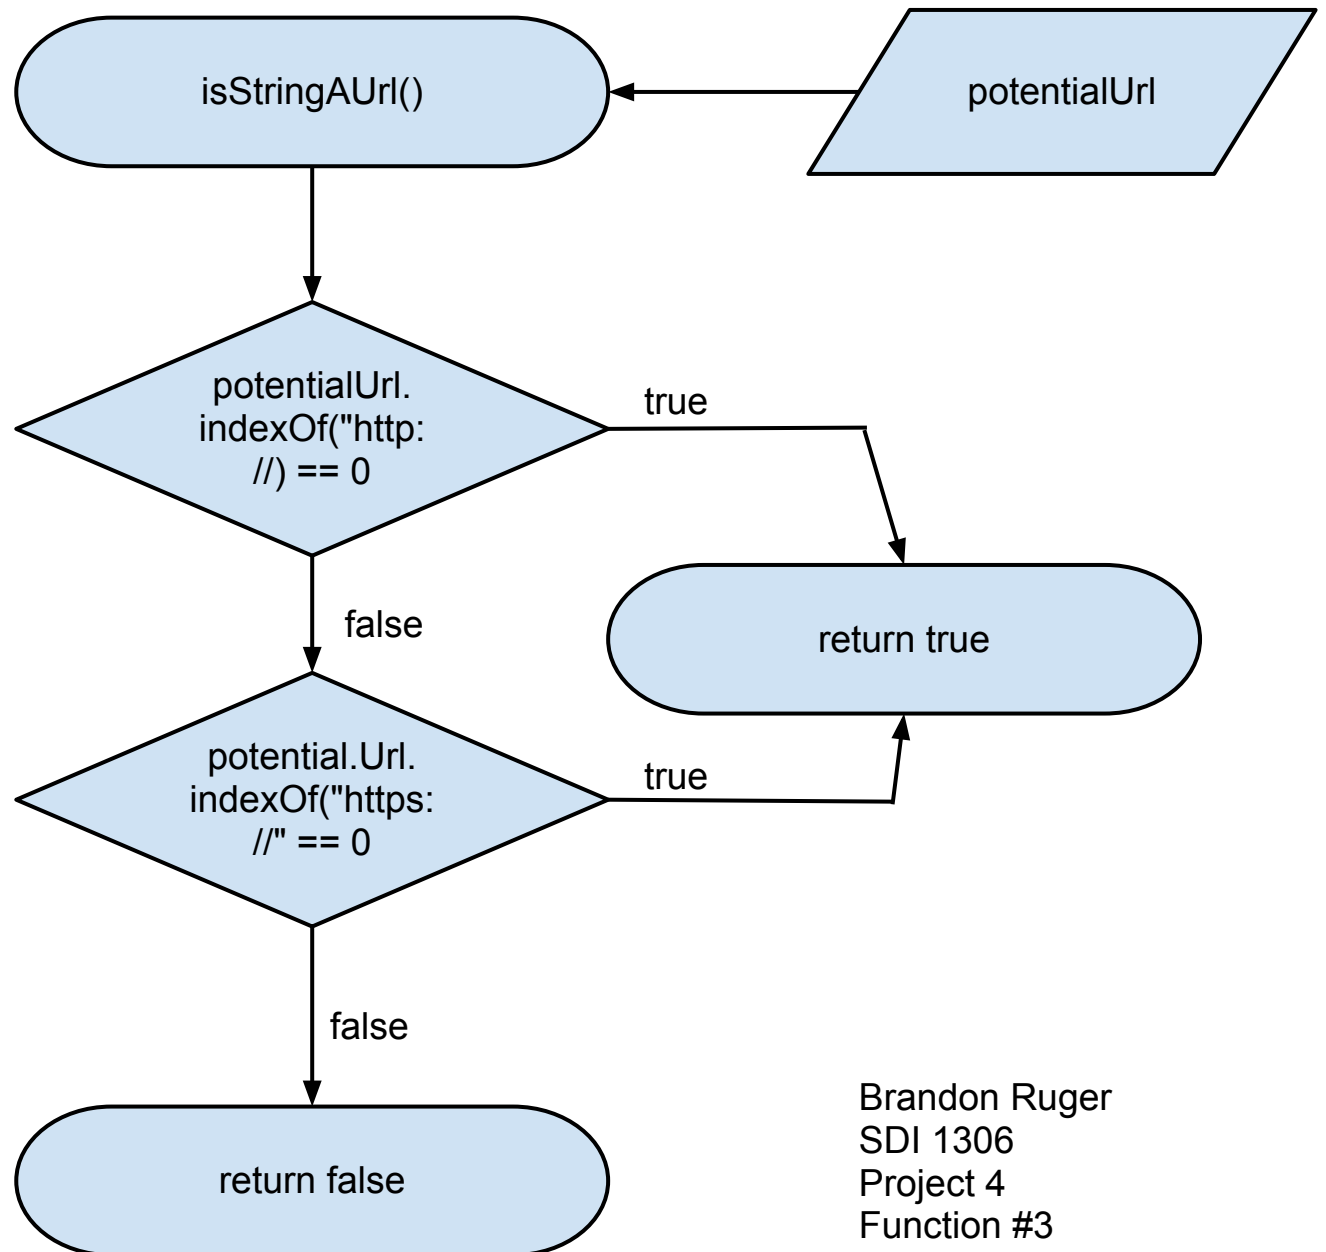 isStringAUrl()
potentialUrl
potentialUrl.
indexOf("http:
//) == 0
true
false
return true
potential.Url.
indexOf("https:
//" == 0
true
false
return false
Brandon Ruger
SDI 1306
Project 4
Function #3